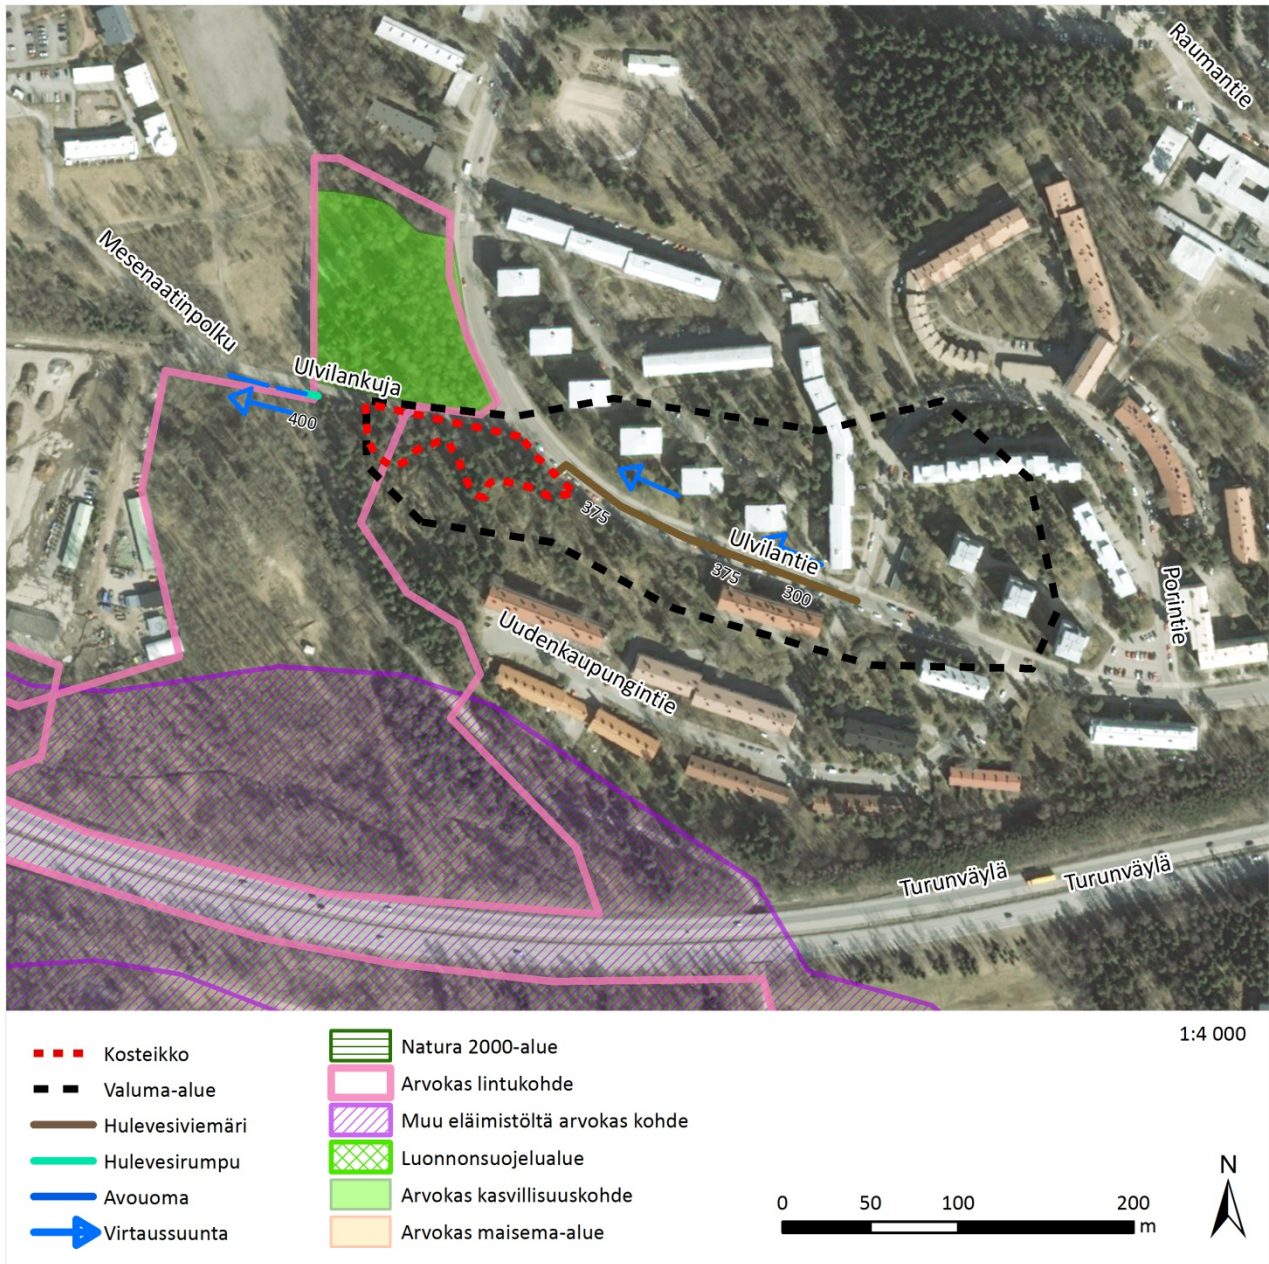 Raumantie
Mesenaatinpolku
Ulvilankuja
400
375
Ulvilantie
375
300
Porintie
Uudenkaupungintie
Turunväylä
Turunväylä
Kosteikko
Valuma-alue
Hulevesiviemäri
Hulevesirumpu
Avouoma
Virtaussuunta
Natura 2000-alue
Arvokas lintukohde
Muu eläimistöltä arvokas kohde
Luonnonsuojelualue
Arvokas kasvillisuuskohde
Arvokas maisema-alue
1:4 000
N
0 50 100 200
m